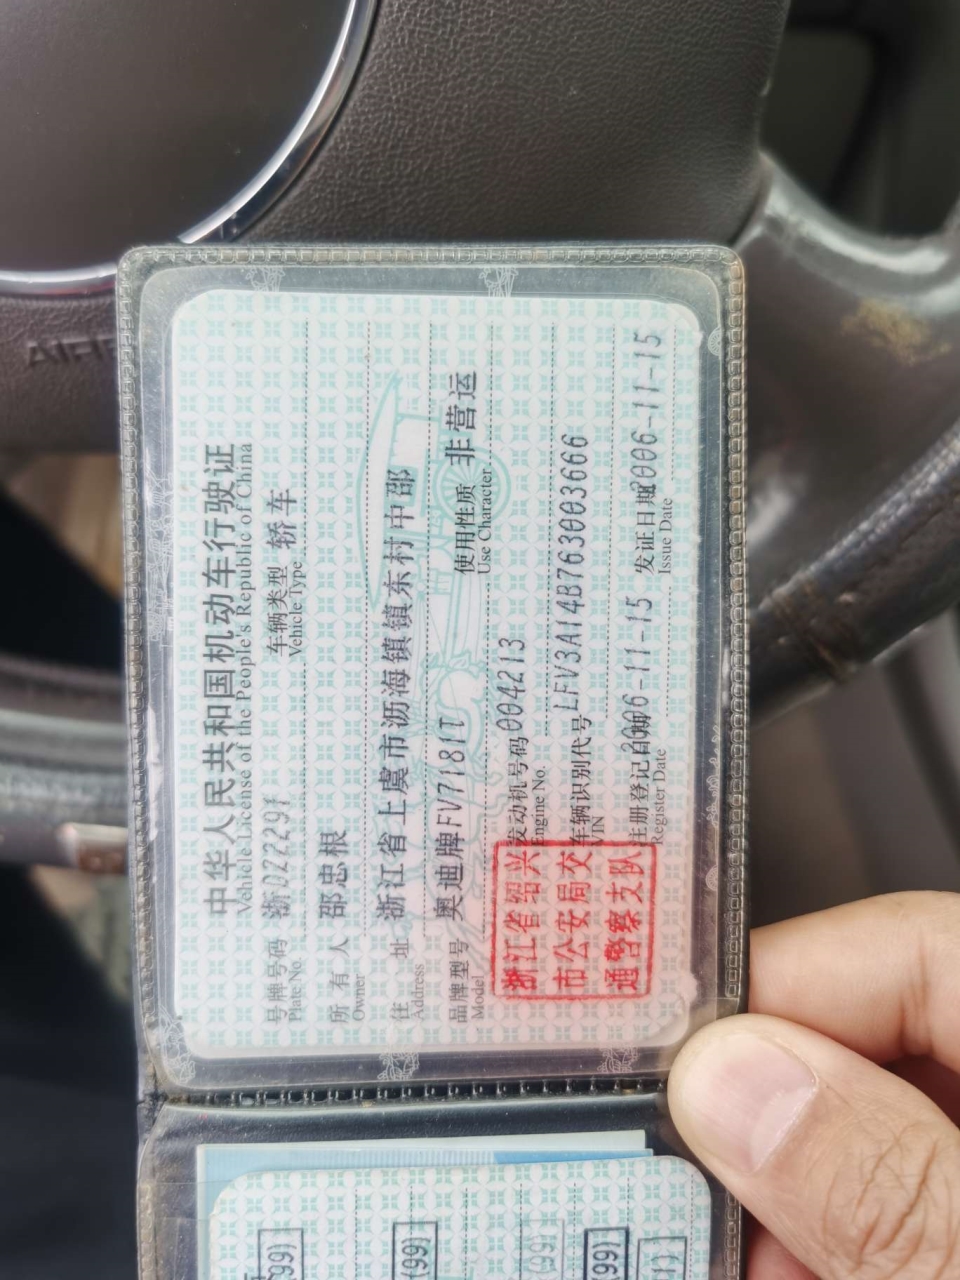 中华人民共和国机动车行驶证
Vehicle License of the People's Republic of China
号牌号码 浙D2229F 车辆类型 轿车
Plate No. Vehicle Type
所有人 邵忠根
Owner
住址 浙江省上虞市沥海镇镇东村中邵
Address
品牌型号 奥迪牌FV7181T 使用性质 非营运
Model Use Character
浙江省绍兴
市公安局交
通警察支队
发动机号码 004213
Engine No.
车辆识别代号 LFV3A14B763003666
VIN
注册登记日期 2006-11-15 发证日期 2006-11-15
Register Date Issue Date
(99)
(99)
(99)
(99)